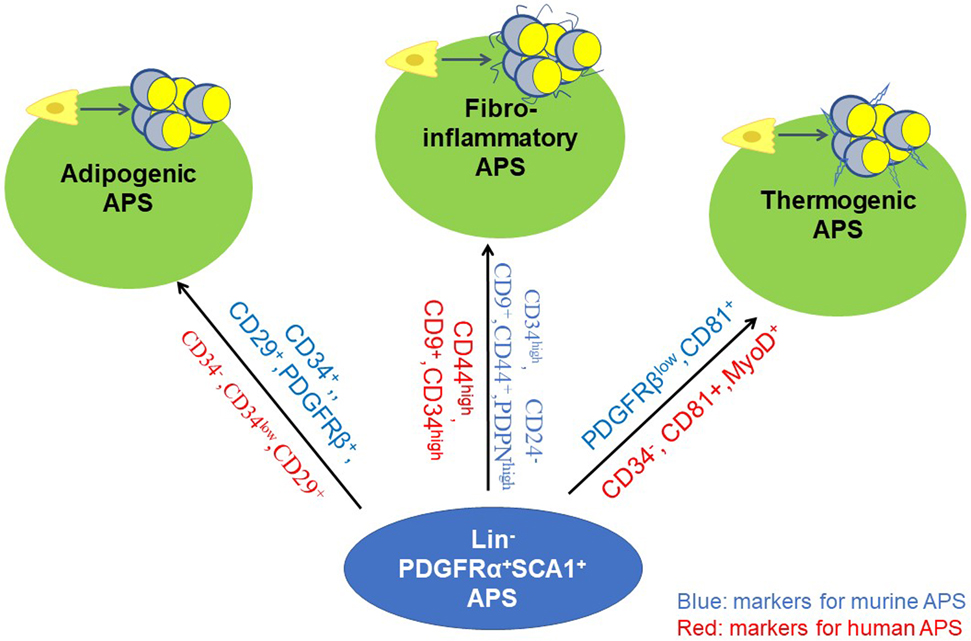 Adipogenic
APS
Fibro-
inflammatory
APS
Thermogenic
APS
CD34⁺,,
CD29⁺,PDGFRβ⁺,
CD34⁻,CD34ˡᵒʷ,CD29⁺
CD44ʰⁱᵍʰ,
CD9⁺,CD34ʰⁱᵍʰ
CD34ʰⁱᵍʰ, CD24-
CD9⁺,CD44⁺,PDPNʰⁱᵍʰ
PDGFRβˡᵒʷ,CD81⁺
CD34⁻, CD81+,MyoD⁺
Lin⁻
PDGFRα⁺SCA1⁺
APS
Blue: markers for murine APS
Red: markers for human APS